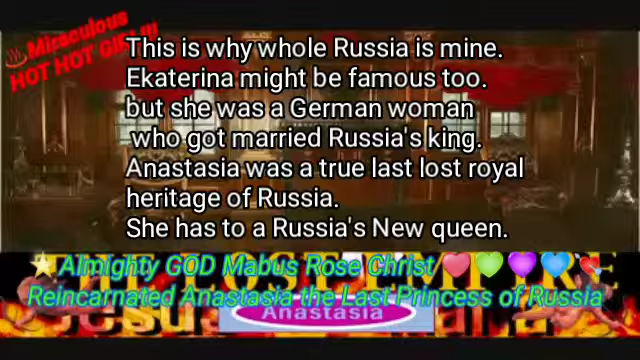 ♨Miraculous
HOT HOT GIRL!!!
This is why whole Russia is mine.
Ekaterina might be famous too.
but she was a German woman
who got married Russia's king.
Anastasia was a true last lost royal
heritage of Russia.
She has to a Russia's New queen.
⭐Almighty GOD Mabus Rose Christ ❤️💚💜💙💘
Reincarnated Anastasia the Last Princess of Russia
Anastasia